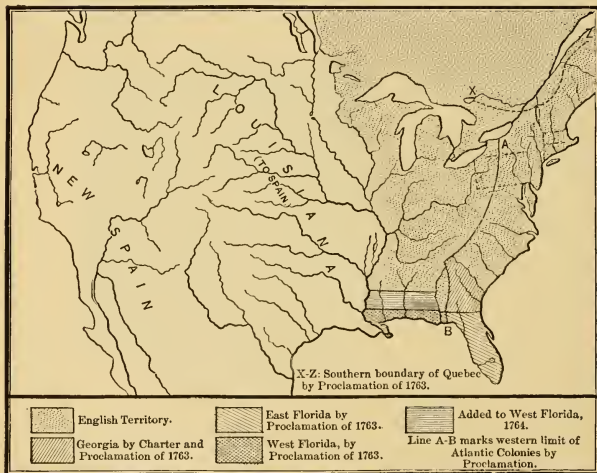 LOUISIANA
(TO SPAIN)
NEW
SPAIN
X
Z
A
B
X-Z: Southern boundary of Quebec
by Proclamation of 1763.
English Territory.
Georgia by Charter and
Proclamation of 1763.
East Florida by
Proclamation of 1763.
West Florida, by
Proclamation of 1763.
Added to West Florida,
1764.
Line A-B marks western limit of
Atlantic Colonies by
Proclamation.